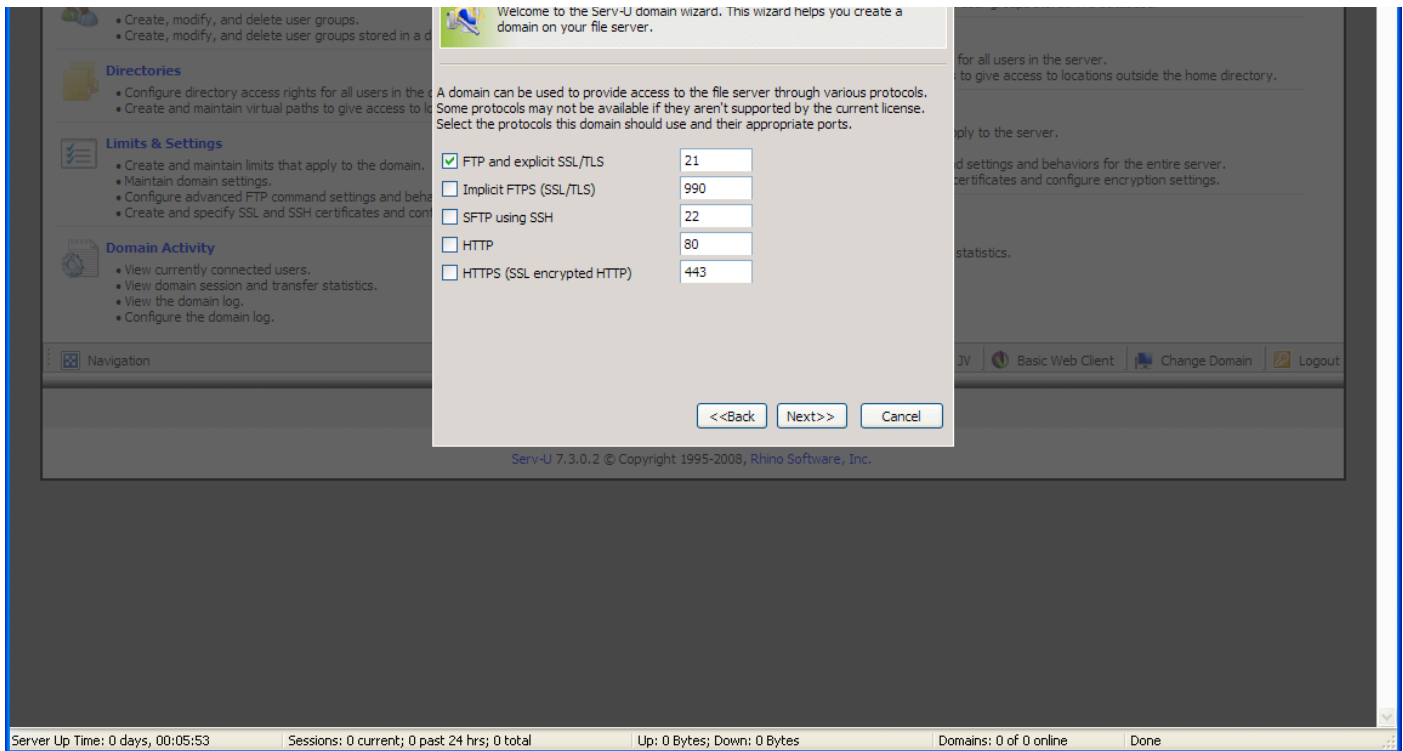 • Create, modify, and delete user groups.
• Create, modify, and delete user groups stored in a d
Directories
• Configure directory access rights for all users in the d
• Create and maintain virtual paths to give access to lo
Limits & Settings
• Create and maintain limits that apply to the domain.
• Maintain domain settings.
• Configure advanced FTP command settings and beha
• Create and specify SSL and SSH certificates and conf
Domain Activity
• View currently connected users.
• View domain session and transfer statistics.
• View the domain log.
• Configure the domain log.
Welcome to the Serv-U domain wizard. This wizard helps you create a
domain on your file server.
A domain can be used to provide access to the file server through various protocols.
Some protocols may not be available if they aren't supported by the current license.
Select the protocols this domain should use and their appropriate ports.
FTP and explicit SSL/TLS 21
Implicit FTPS (SSL/TLS) 990
SFTP using SSH 22
HTTP 80
HTTPS (SSL encrypted HTTP) 443
<<Back Next>> Cancel
for all users in the server.
to give access to locations outside the home directory.
pply to the server.
d settings and behaviors for the entire server.
certificates and configure encryption settings.
statistics.
Navigation JV Basic Web Client Change Domain Logout
Serv-U 7.3.0.2 © Copyright 1995-2008, Rhino Software, Inc.
Server Up Time: 0 days, 00:05:53 Sessions: 0 current; 0 past 24 hrs; 0 total Up: 0 Bytes; Down: 0 Bytes Domains: 0 of 0 online Done